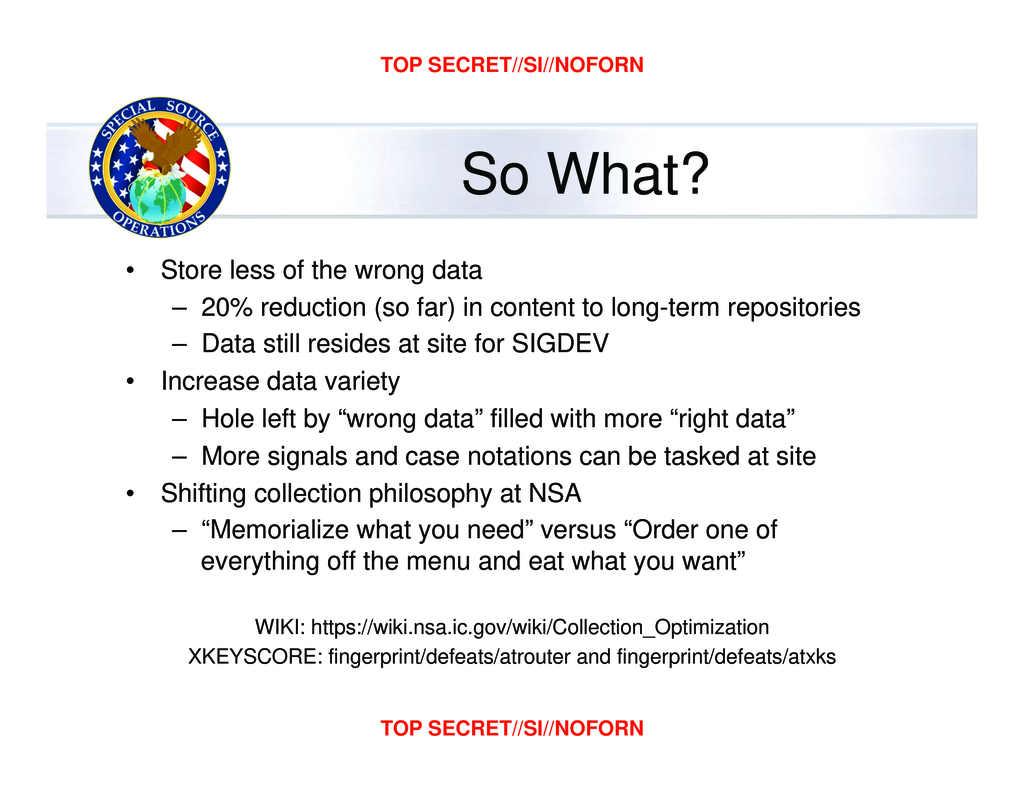 TOP SECRET//SI//NOFORN
SPECIAL SOURCE
OPERATIONS
So What?
• Store less of the wrong data
– 20% reduction (so far) in content to long-term repositories
– Data still resides at site for SIGDEV
• Increase data variety
– Hole left by “wrong data” filled with more “right data”
– More signals and case notations can be tasked at site
• Shifting collection philosophy at NSA
– “Memorialize what you need” versus “Order one of
everything off the menu and eat what you want”
WIKI: https://wiki.nsa.ic.gov/wiki/Collection_Optimization
XKEYSCORE: fingerprint/defeats/atrouter and fingerprint/defeats/atxks
TOP SECRET//SI//NOFORN